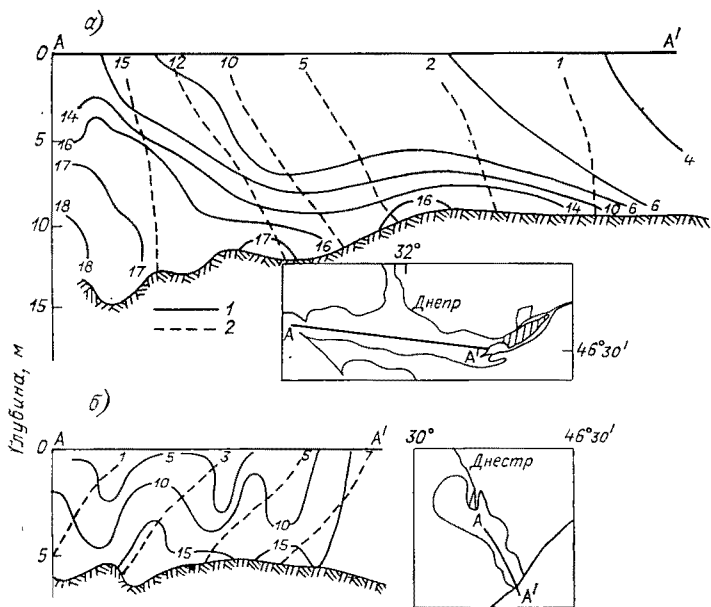 а)
А А'
0 15 12 10 5 2 1
14
5
16
4
17
18
10 16 14 10 6 6
17 16
18 17
15
1
2
32°
Днепр
А
А'
46°30'
Глубина, м
б)
А А'
0 1 5 3 5 7
10
10
15 15
5
30° 46°30'
Днестр
А
А'